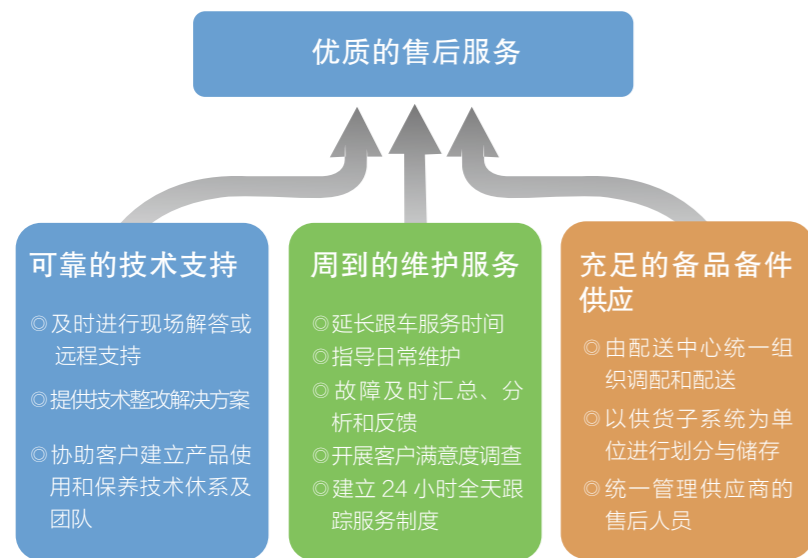 优质的售后服务
可靠的技术支持
◎及时进行现场解答或
远程支持
◎提供技术整改解决方案
◎协助客户建立产品使
用和保养技术休系及
团队
周到的维护服务
◎延长跟车服务时间
◎指导日常维护
◎故障及时汇总、分
析和反馈
◎开展客户满意度调查
◎建立 24 小时全天跟
踪服务制度
充足的备品备件
供应
◎由配送中心统一组
织调配和配送
◎以供货子系统为单
位进行划分与储存
◎统一管理供应商的
售后人员